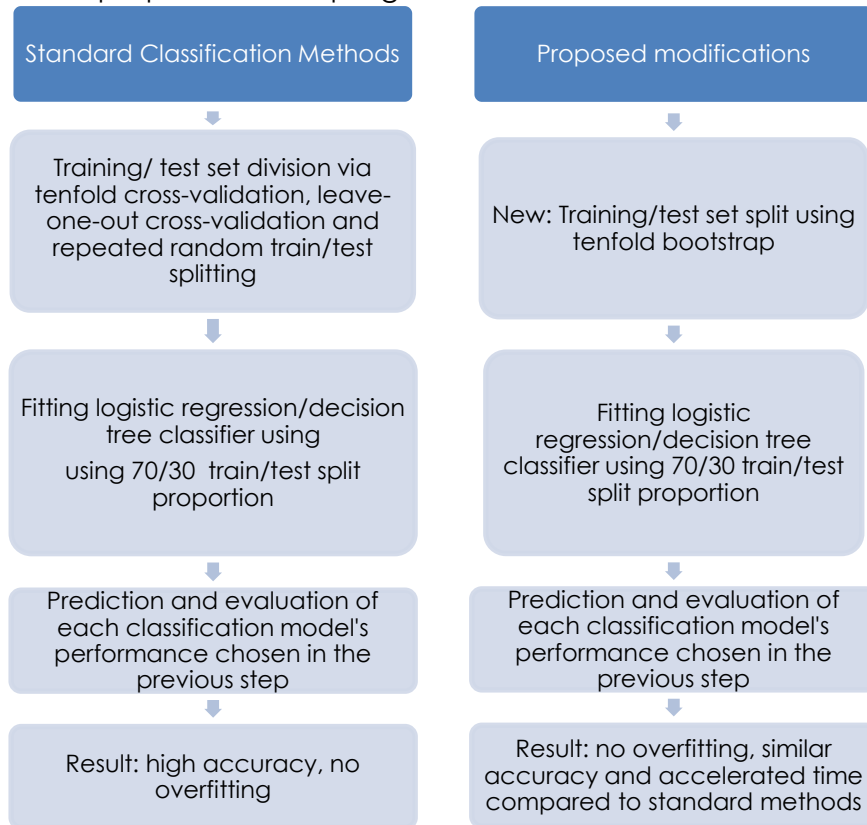 Standard Classification Methods
Training/ test set division via
tenfold cross-validation, leave-
one-out cross-validation and
repeated random train/test
splitting
Fitting logistic regression/decision
tree classifier using
using 70/30 train/test split
proportion
Prediction and evaluation of
each classification model's
performance chosen in the
previous step
Result: high accuracy, no
overfitting
Proposed modifications
New: Training/test set split using
tenfold bootstrap
Fitting logistic
regression/decision tree
classifier using 70/30 train/test
split proportion
Prediction and evaluation of
each classification model's
performance chosen in the
previous step
Result: no overfitting, similar
accuracy and accelerated time
compared to standard methods